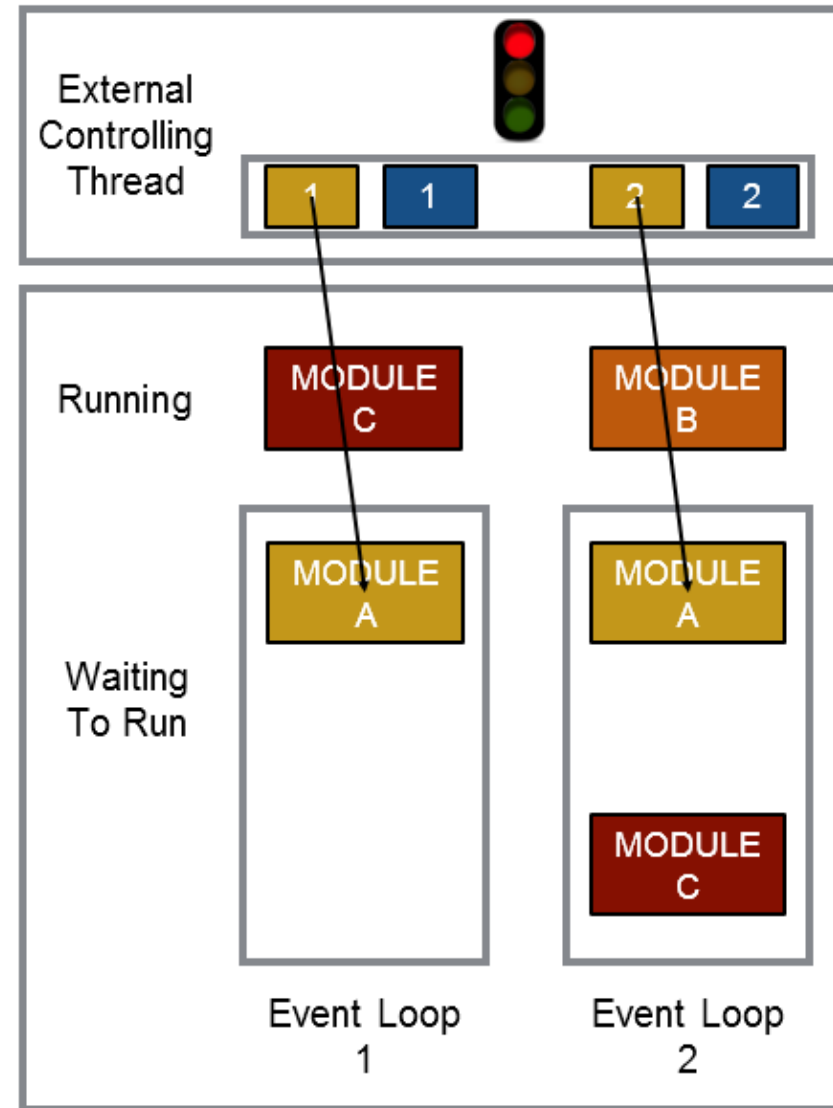 External
Controlling
Thread
1 1 2 2
Running
MODULE
C
MODULE
B
Waiting
To Run
MODULE
A
MODULE
A
MODULE
C
Event Loop
1
Event Loop
2